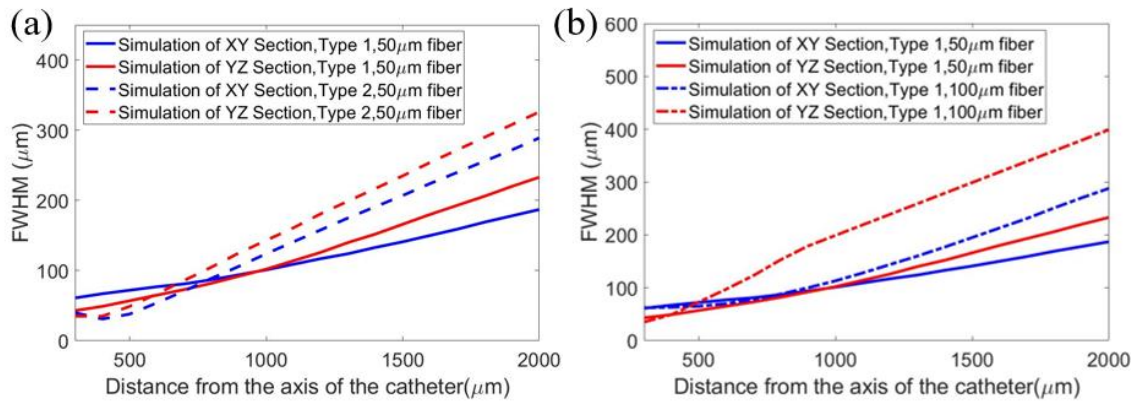 (a)
Simulation of XY Section,Type 1,50μm fiber
Simulation of YZ Section,Type 1,50μm fiber
Simulation of XY Section,Type 2,50μm fiber
Simulation of YZ Section,Type 2,50μm fiber
FWHM (μm)
400
300
200
100
0
500
1000
1500
2000
Distance from the axis of the catheter(μm)
(b)
Simulation of XY Section,Type 1,50μm fiber
Simulation of YZ Section,Type 1,50μm fiber
Simulation of XY Section,Type 1,100μm fiber
Simulation of YZ Section,Type 1,100μm fiber
FWHM (μm)
600
500
400
300
200
100
0
500
1000
1500
2000
Distance from the axis of the catheter(μm)